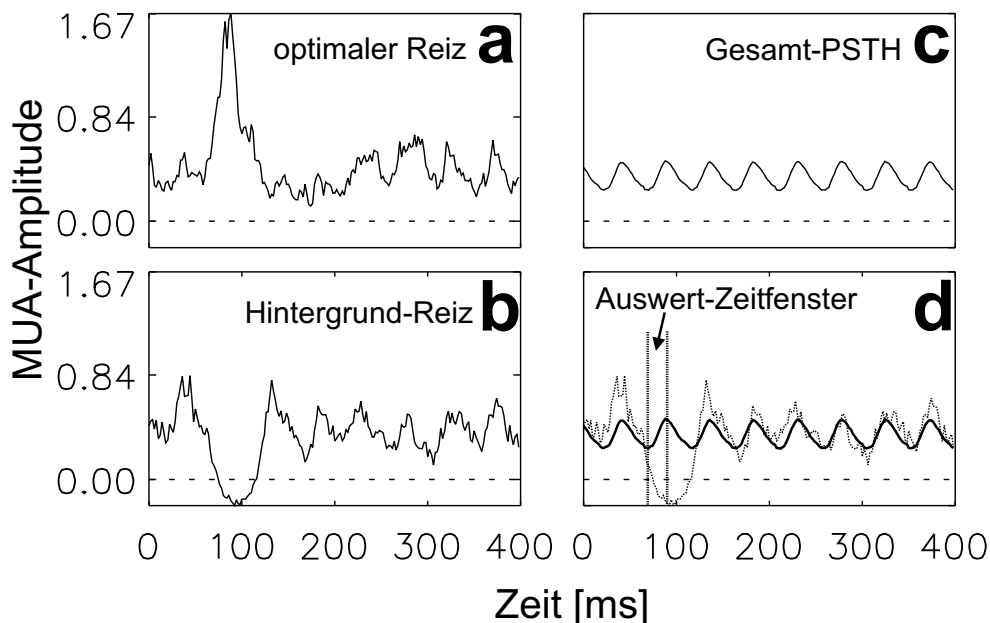 1.67
optimaler Reiz
a
Gesamt-PSTH
c
0.84
0.00
MUA-Amplitude
1.67
Hintergrund-Reiz
b
Auswert-Zeitfenster
d
0.84
0.00
0 100 200 300 400
0 100 200 300 400
Zeit [ms]